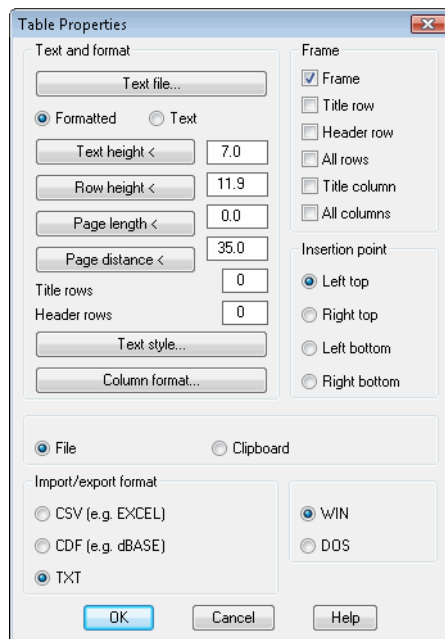 Table Properties
Text and format
Text file...
Formatted
Text
Text height <
7.0
Row height <
11.9
Page length <
0.0
Page distance <
35.0
Title rows
0
Header rows
0
Text style...
Column format...
Frame
Frame
Title row
Header row
All rows
Title column
All columns
Insertion point
Left top
Right top
Left bottom
Right bottom
File
Clipboard
Import/export format
CSV (e.g. EXCEL)
CDF (e.g. dBASE)
TXT
WIN
DOS
OK
Cancel
Help